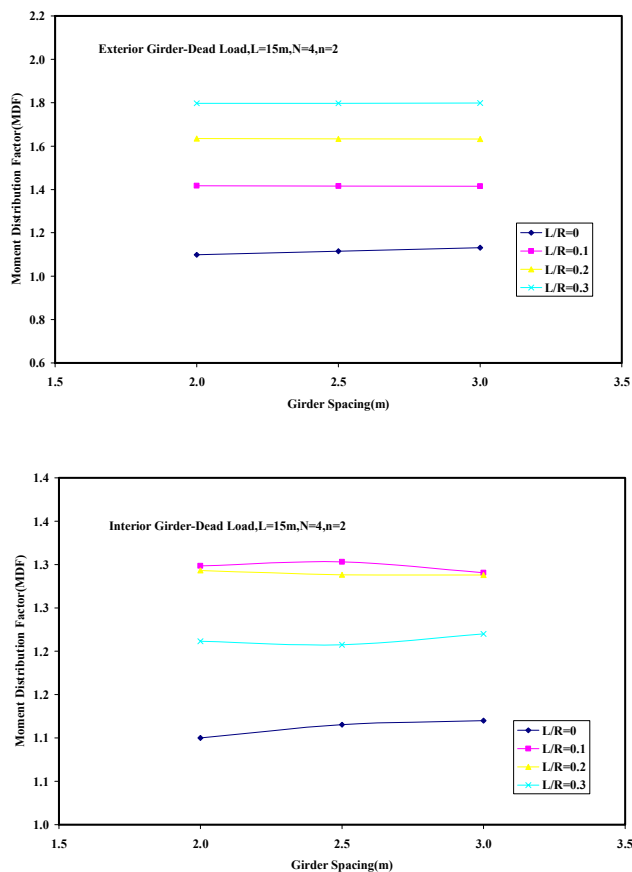 Exterior Girder-Dead Load,L=15m,N=4,n=2
Moment Distribution Factor(MDF)
2.2
2.0
1.8
1.6
1.4
1.2
1.0
0.8
0.6
L/R=0
L/R=0.1
L/R=0.2
L/R=0.3
1.5 2.0 2.5 3.0 3.5
Girder Spacing(m)
Interior Girder-Dead Load,L=15m,N=4,n=2
Moment Distribution Factor(MDF)
1.4
1.4
1.3
1.3
1.2
1.2
1.1
1.1
1.0
L/R=0
L/R=0.1
L/R=0.2
L/R=0.3
1.5 2.0 2.5 3.0 3.5
Girder Spacing(m)